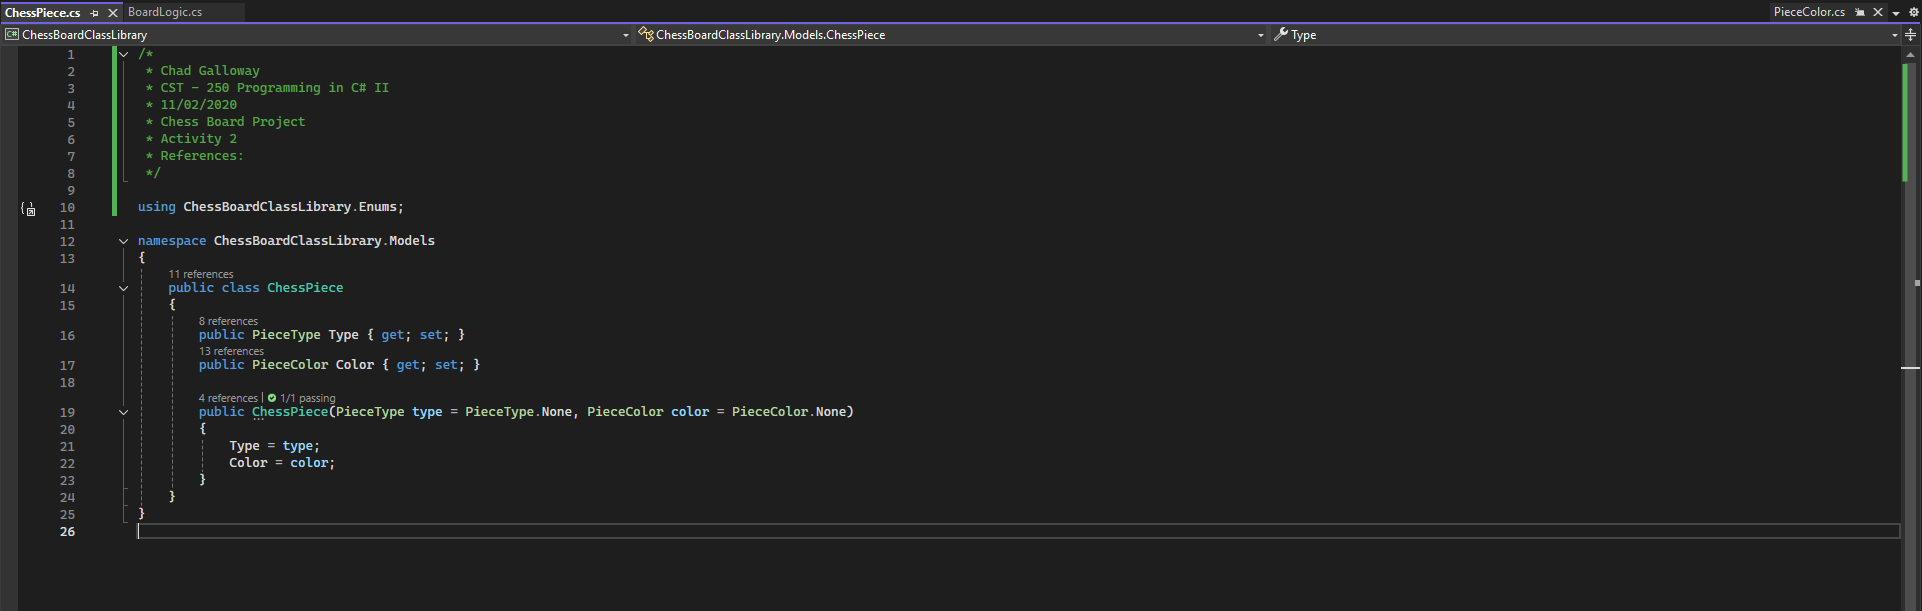 ChessPiece.cs BoardLogic.cs PieceColor.cs
C# ChessBoardClassLibrary ChessBoardClassLibrary.Models.ChessPiece Type
1 /*
2 * Chad Galloway
3 * CST - 250 Programming in C# II
4 * 11/02/2020
5 * Chess Board Project
6 * Activity 2
7 * References:
8 */
9
10 using ChessBoardClassLibrary.Enums;
11
12 namespace ChessBoardClassLibrary.Models
13 {
11 references
14 public class ChessPiece
15 {
8 references
16 public PieceType Type { get; set; }
13 references
17 public PieceColor Color { get; set; }
18
4 references | 1/1 passing
19 public ChessPiece(PieceType type = PieceType.None, PieceColor color = PieceColor.None)
20 {
21 Type = type;
22 Color = color;
23 }
24 }
25 }
26